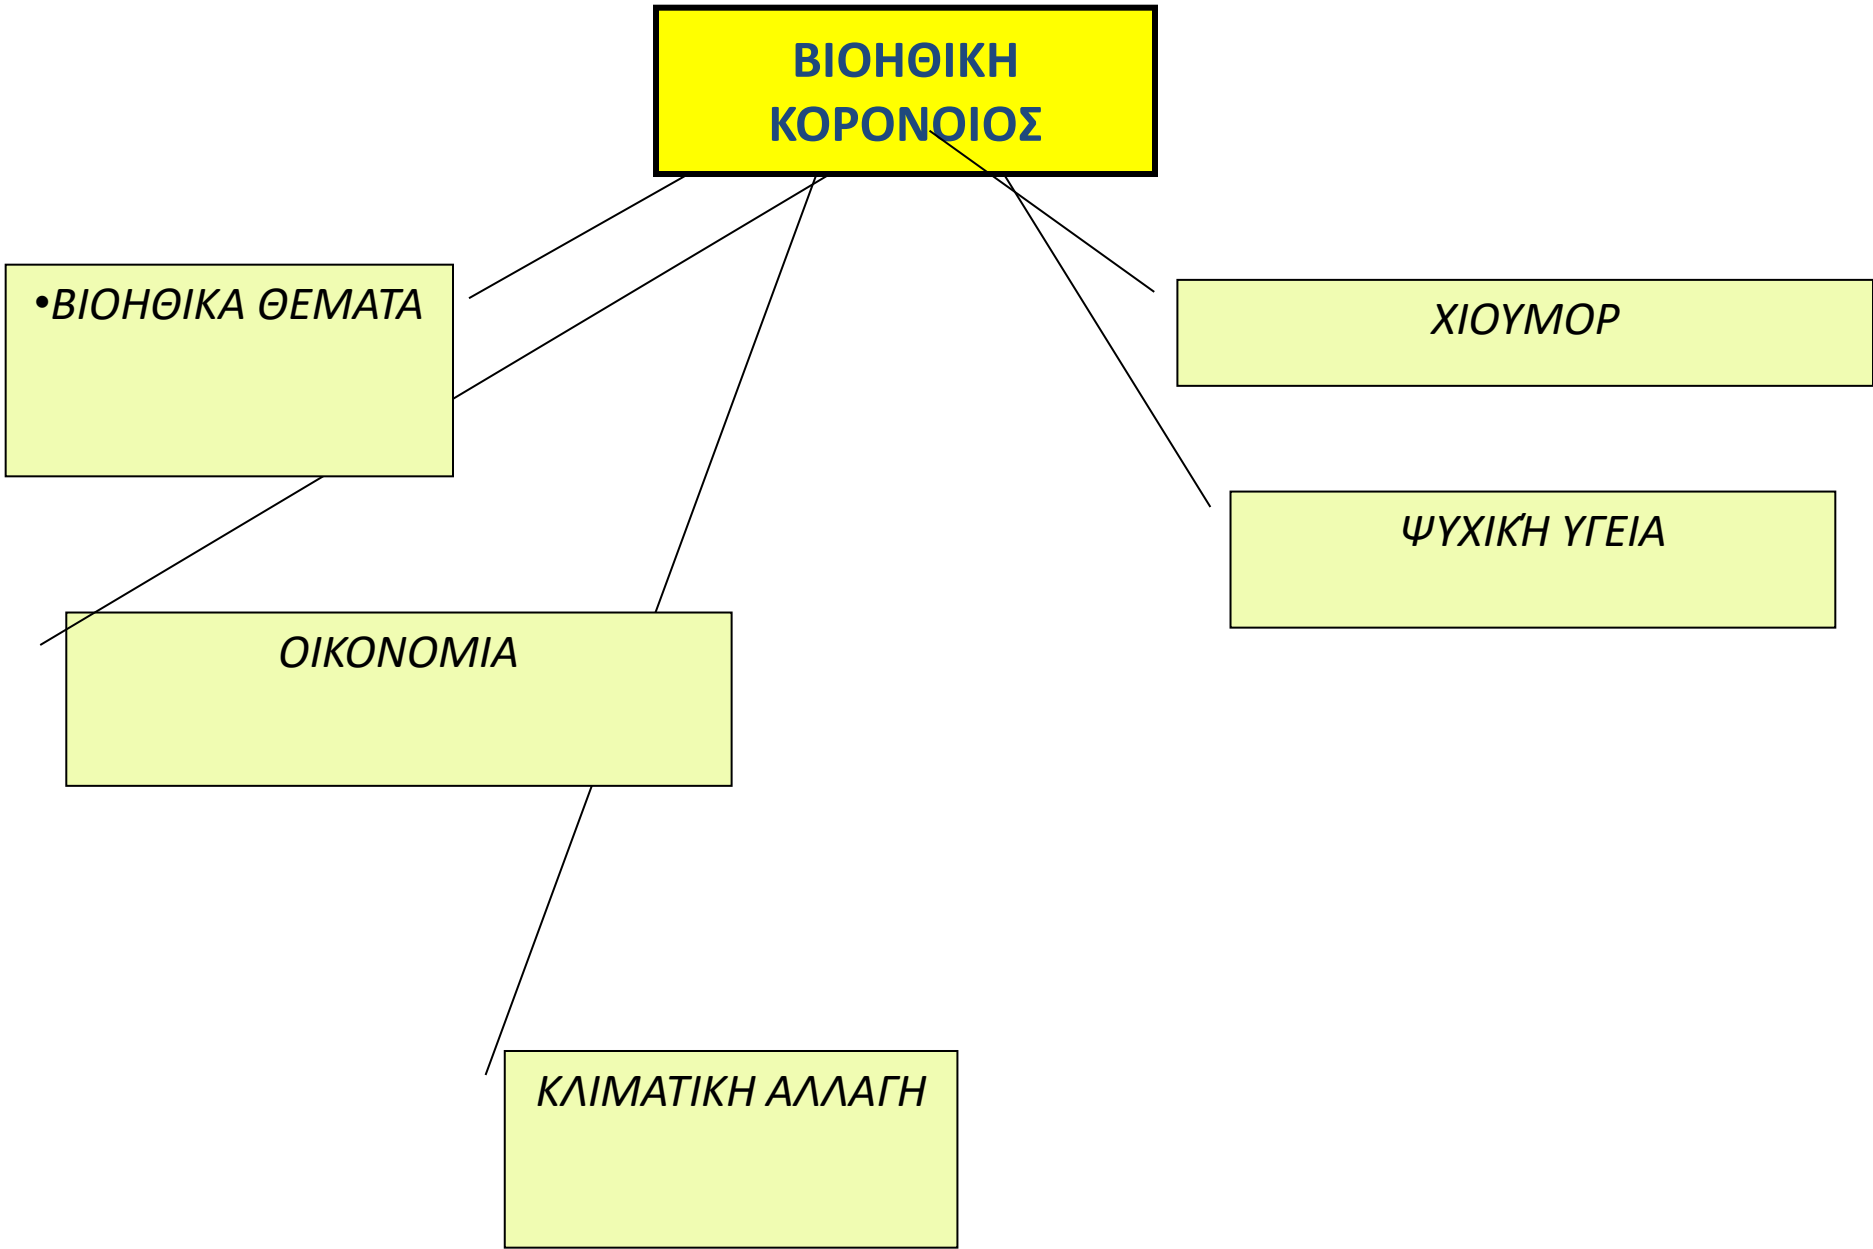 ΒΙΟΗΘΙΚΗ
ΚΟΡΟΝΟΙΟΣ
•ΒΙΟΗΘΙΚΑ ΘΕΜΑΤΑ
ΧΙΟΥΜΟΡ
ΨΥΧΙΚΉ ΥΓΕΙΑ
ΟΙΚΟΝΟΜΙΑ
ΚΛΙΜΑΤΙΚΗ ΑΛΛΑΓΗ